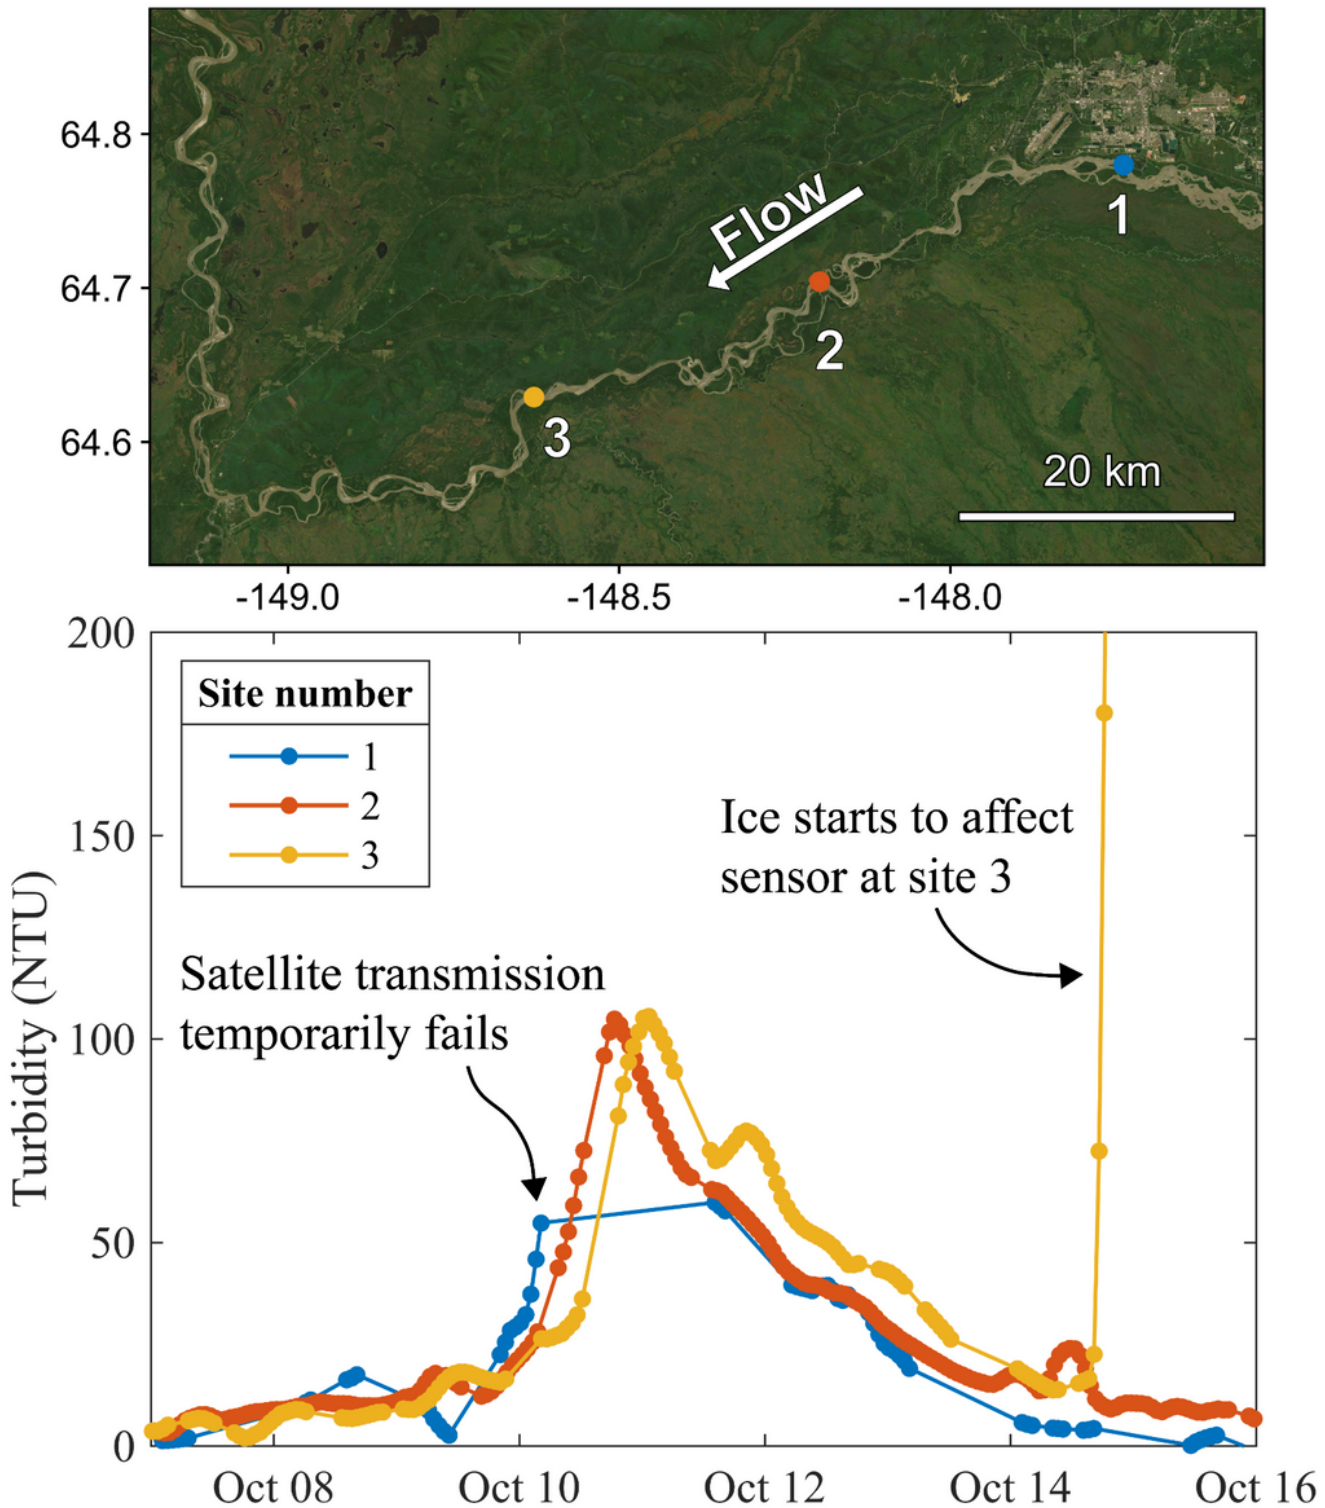 64.8
64.7
64.6
Flow
1
2
3
20 km
-149.0
-148.5
-148.0
200
150
100
50
0
Turbidity (NTU)
Site number
1
2
3
Ice starts to affect
sensor at site 3
Satellite transmission
temporarily fails
Oct 08
Oct 10
Oct 12
Oct 14
Oct 16